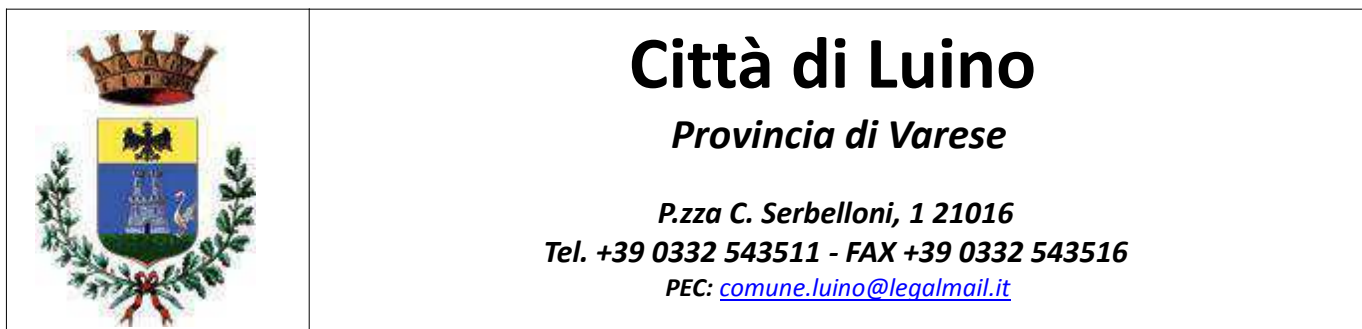 Città di Luino
Provincia di Varese
P.zza C. Serbelloni, 1 21016
Tel. +39 0332 543511 - FAX +39 0332 543516
PEC: comune.luino@legalmail.it